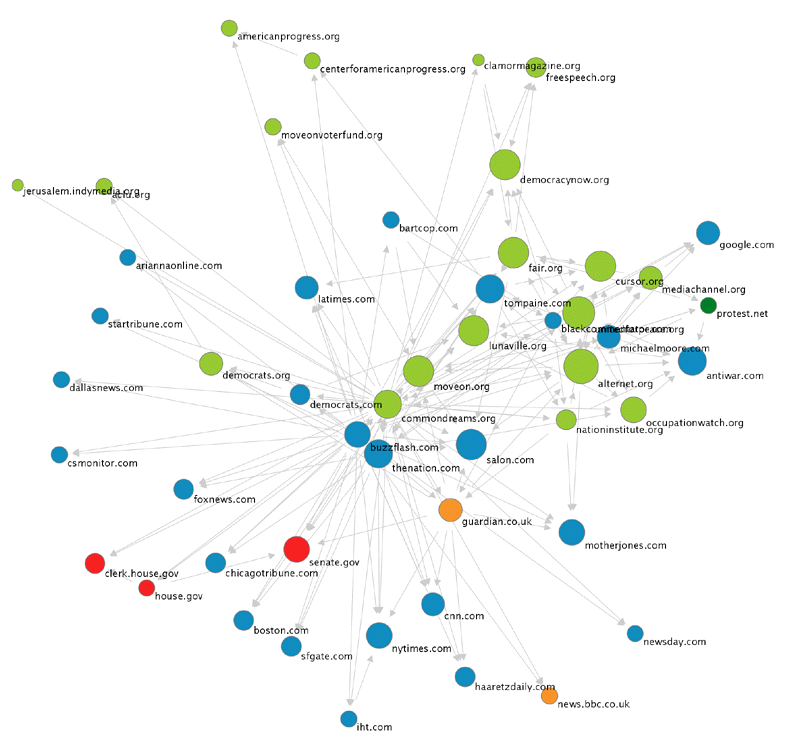 americanprogress.org
centerforamericanprogress.org
clamormagazine.org
freespeech.org
moveonvoterfund.org
democracynow.org
jerusalem.indymedia.org
aclu.org
bartcop.com
google.com
ariannaonline.com
fair.org
cursor.org
mediachannel.org
latimes.com
tompaine.com
protest.net
startribune.com
michaelmoore.com
lunaville.org
democrats.org
antiwar.com
dallasnews.com
moveon.org
alternet.org
democrats.com
commondreams.org
occupationwatch.org
nationinstitute.org
buzzflash.com
csmonitor.com
thenation.com
salon.com
foxnews.com
guardian.co.uk
motherjones.com
senate.gov
clerk.house.gov
chicagotribune.com
house.gov
cnn.com
boston.com
newsday.com
sfgate.com
nytimes.com
haaretzdaily.com
news.bbc.co.uk
iht.com